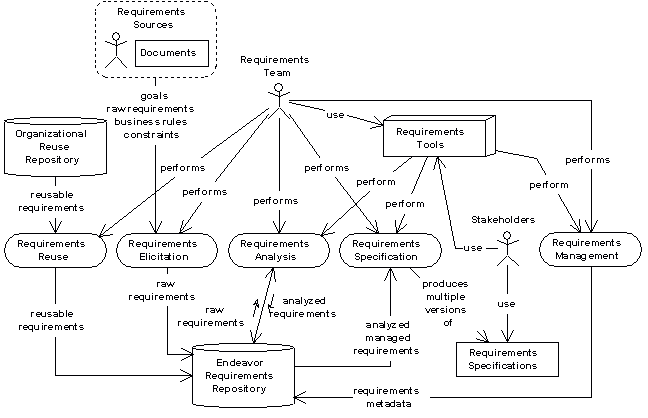 Requirements
Sources
Documents
Requirements
Team
goals
raw requirements
business rules
constraints
use
Requirements
Tools
Organizational
Reuse
Repository
performs
performs
performs
performs
perform
perform
perform
performs
reusable
requirements
Stakeholders
use
Requirements
Reuse
Requirements
Elicitation
Requirements
Analysis
Requirements
Specification
Requirements
Management
reusable
requirements
raw
requirements
raw
requirements
analyzed
requirements
analyzed
managed
requirements
produces
multiple
versions
of
use
Endeavor
Requirements
Repository
Requirements
Specifications
requirements
metadata